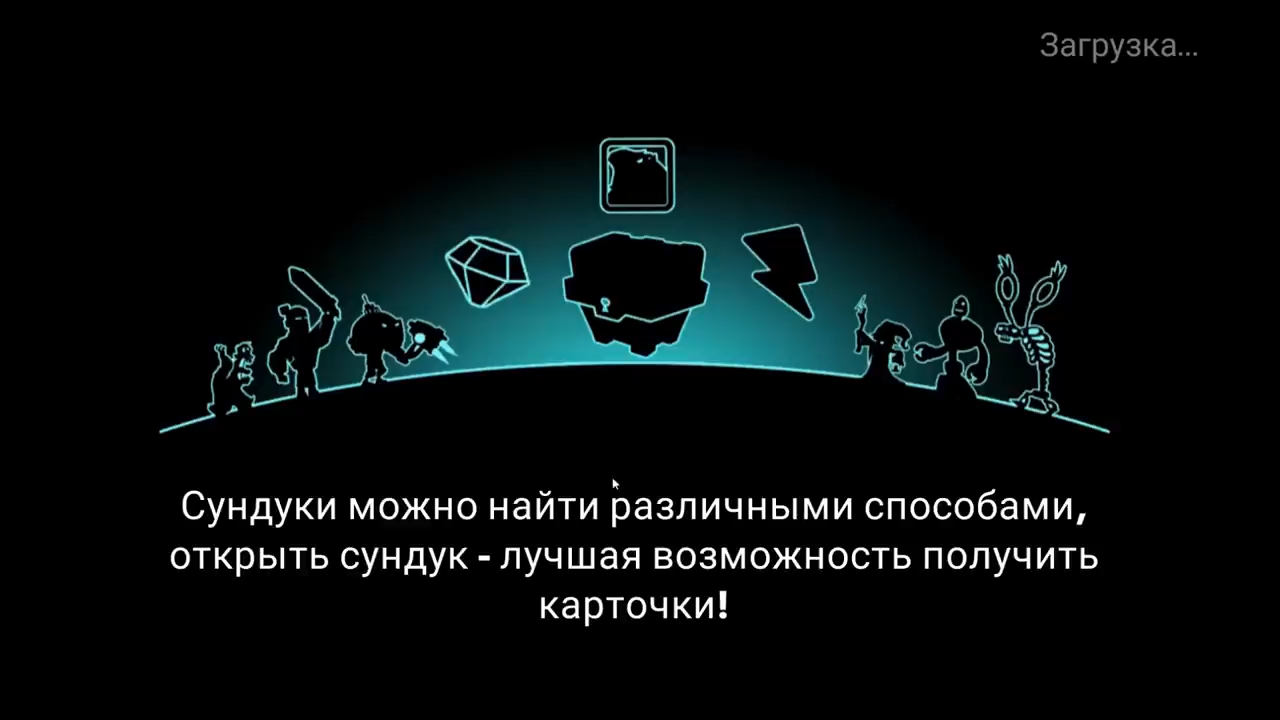 Загрузка...
Сундуки можно найти различными способами,
открыть сундук - лучшая возможность получить
карточки!